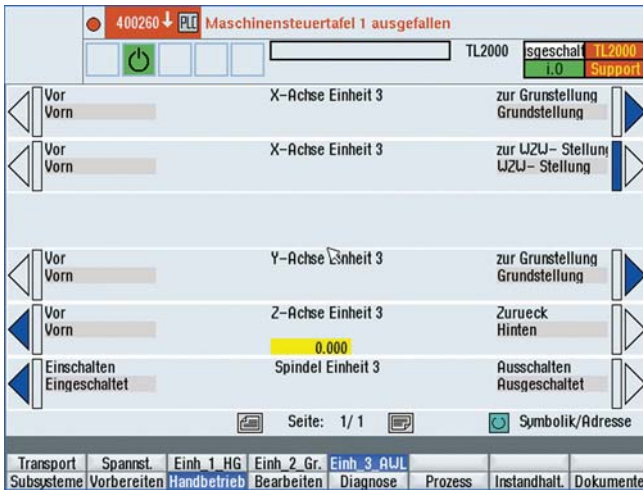 400260 ↓ PLC Maschinensteuertafel 1 ausgefallen
TL2000 sgeschalt TL2000
i.O Support
Vor X-Achse Einheit 3 zur Grunstellung
Vorn Grundstellung
Vor X-Achse Einheit 3 zur WZW- Stellung
Vorn WZW- Stellung
Vor Y-Achse Einheit 3 zur Grunstellung
Vorn Grundstellung
Vor Z-Achse Einheit 3 Zurueck
Vorn Hinten
0.000
Einschalten Spindel Einheit 3 Ausschalten
Eingeschaltet Ausgeschaltet
Seite: 1/ 1 Symbolik/Adresse
Transport Spannst. Einh_1_HG Einh_2_Gr. Einh_3_AWL
Subsysteme Vorbereiten Handbetrieb Bearbeiten Diagnose Prozess Instandhalt. Dokumente